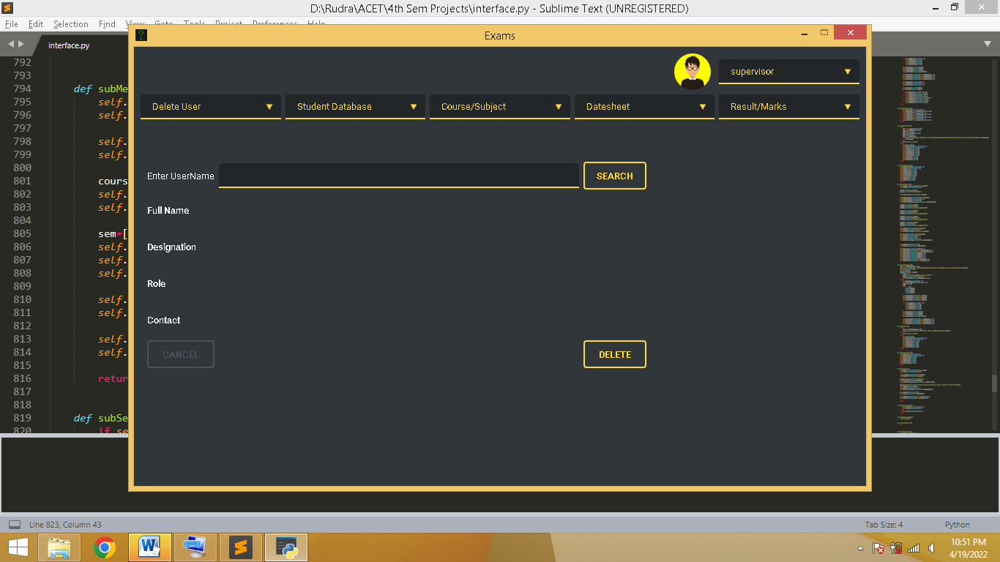 D:\Rudra\ACET\4th Sem Projects\interface.py - Sublime Text (UNREGISTERED)
File Edit Selection Find View Goto Tools Project Preferences Help
interface.py
Exams
supervisor
Delete User Student Database Course/Subject Datesheet Result/Marks
Enter UserName SEARCH
Full Name
Designation
Role
Contact
CANCEL DELETE
792
793
794 def subMe
795 self.
796 self.
797
798 self.
799 self.
800
801 cours
802 self.
803 self.
804
805 sem=[
806 self.
807 self.
808 self.
809
810 self.
811 self.
812
813 self.
814 self.
815
816 retur
817
818
819 def subSe
820 if se
Line 823, Column 43 Tab Size: 4 Python
10:51 PM
4/19/2022